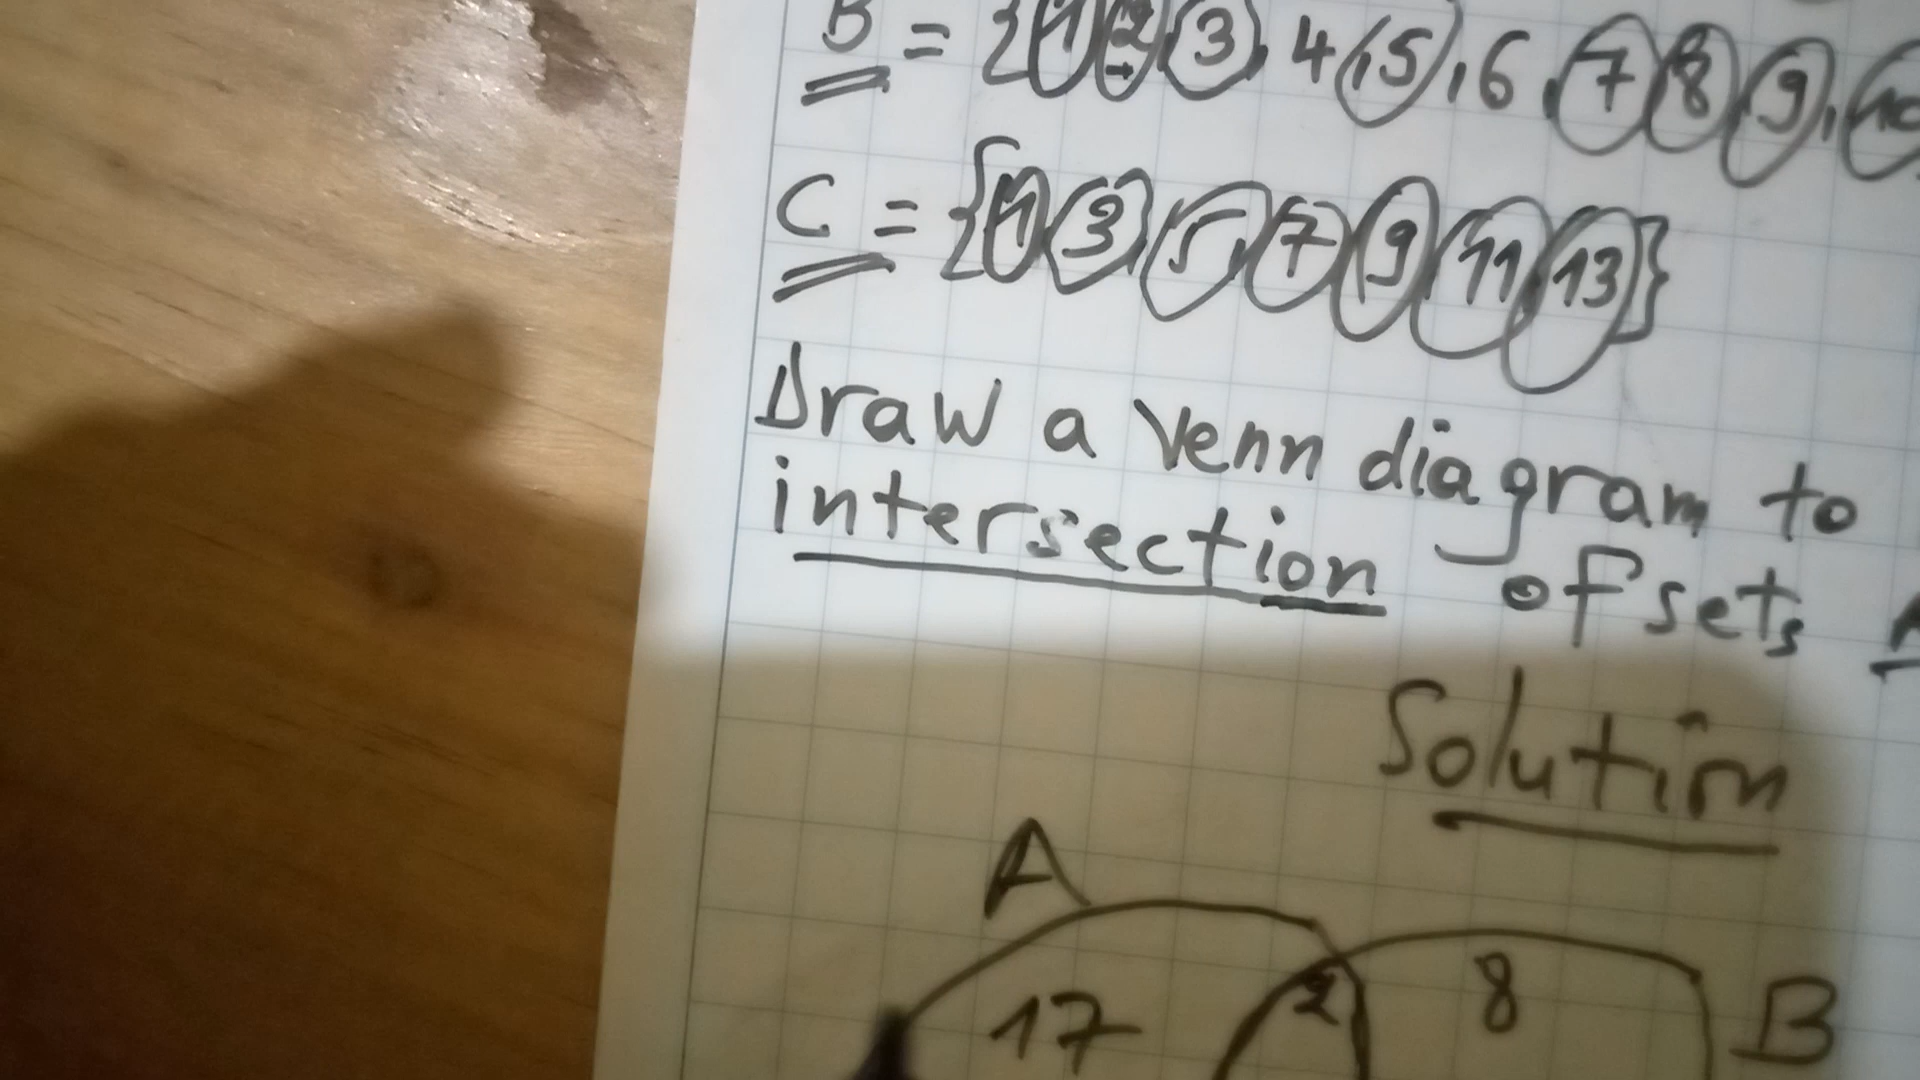 B = {1, 2, 3, 4, 5, 6, 7, 8, 9, 10
C = {1, 3, 5, 7, 9, 11, 13}
Draw a Venn diagram to
intersection of sets
Solution
A
17 2 8 B